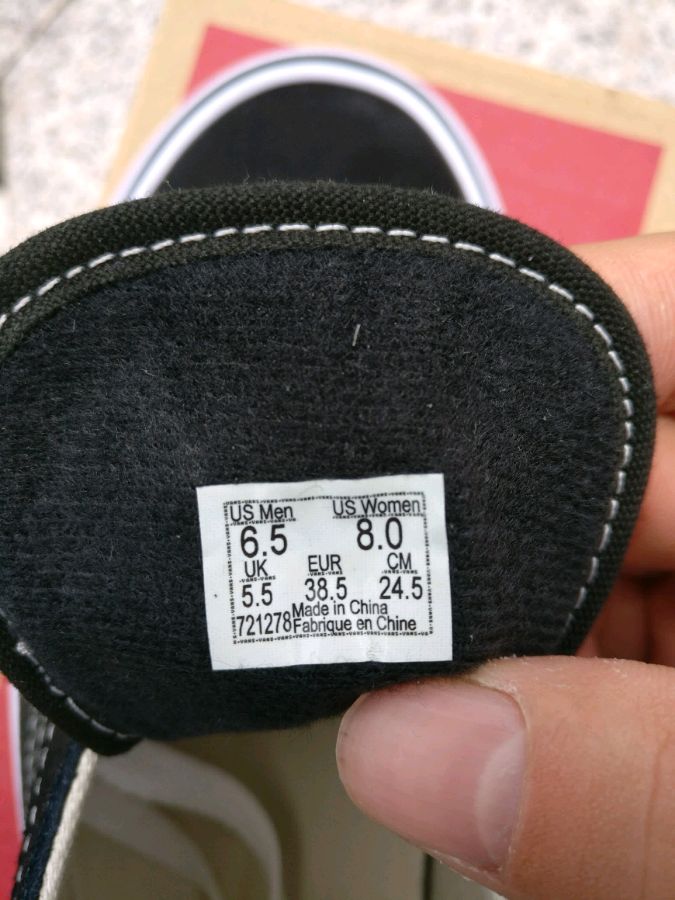 US Men US Women
6.5 8.0
UK EUR CM
5.5 38.5 24.5
Made in China
721278 Fabrique en Chine